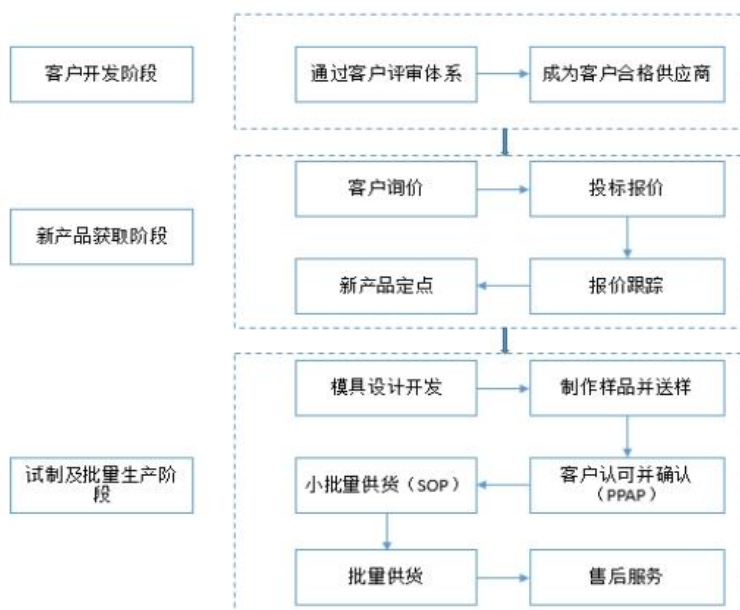 客户开发阶段
通过客户评审体系
成为客户合格供应商
新产品获取阶段
客户询价
投标报价
新产品定点
报价跟踪
试制及批量生产阶
段
模具设计开发
制作样品并送样
小批量供货（SOP）
客户认可并确认
（PPAP）
批量供货
售后服务